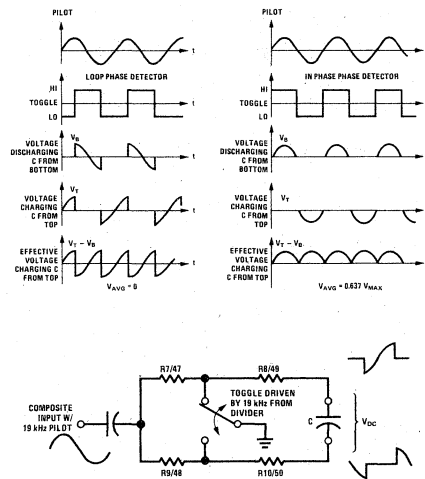 PILOT
t
LOOP PHASE DETECTOR
HI
TOGGLE
LO
VOLTAGE
DISCHARGING
C FROM
BOTTOM
VB
VOLTAGE
CHARGING
C FROM
TOP
VT
EFFECTIVE
VOLTAGE
CHARGING C
FROM TOP
VT - VB
t
VAVG = 0
PILOT
t
IN PHASE PHASE DETECTOR
HI
TOGGLE
LO
VOLTAGE
DISCHARGING
C FROM
BOTTOM
VB
VOLTAGE
CHARGING
C FROM
TOP
VT
EFFECTIVE
VOLTAGE
CHARGING C
FROM TOP
VT - VB
t
VAVG = 0.637 VMAX
R7/47
R8/49
COMPOSITE
INPUT W/
19 kHz PILOT
TOGGLE DRIVEN
BY 19 kHz FROM
DIVIDER
C
VDC
R9/48
R10/50